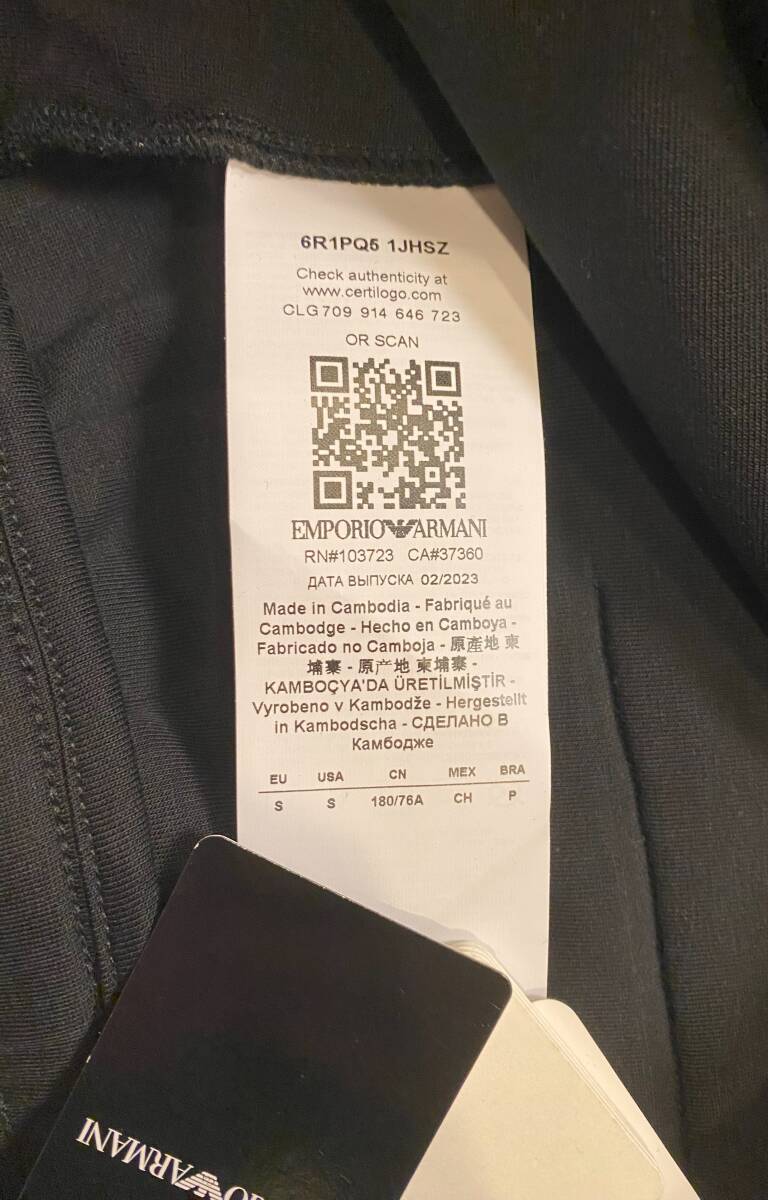 6R1PQ5 1JHSZ
Check authenticity at
www.certilogo.com
CLG 709 914 646 723
OR SCAN
EMPORIO ARMANI
RN#103723 CA#37360
ДАТА ВЫПУСКА 02/2023
Made in Cambodia - Fabriqué au
Cambodge - Hecho en Camboya -
Fabricado no Camboja - 原產地 柬
埔寨 - 原产地 柬埔寨 -
KAMBOÇYA'DA ÜRETİLMİŞTİR -
Vyrobeno v Kambodže - Hergestellt
in Kambodscha - СДЕЛАНО В
Камбодже
EU USA CN MEX BRA
S S 180/76A CH P
IO ARMANI